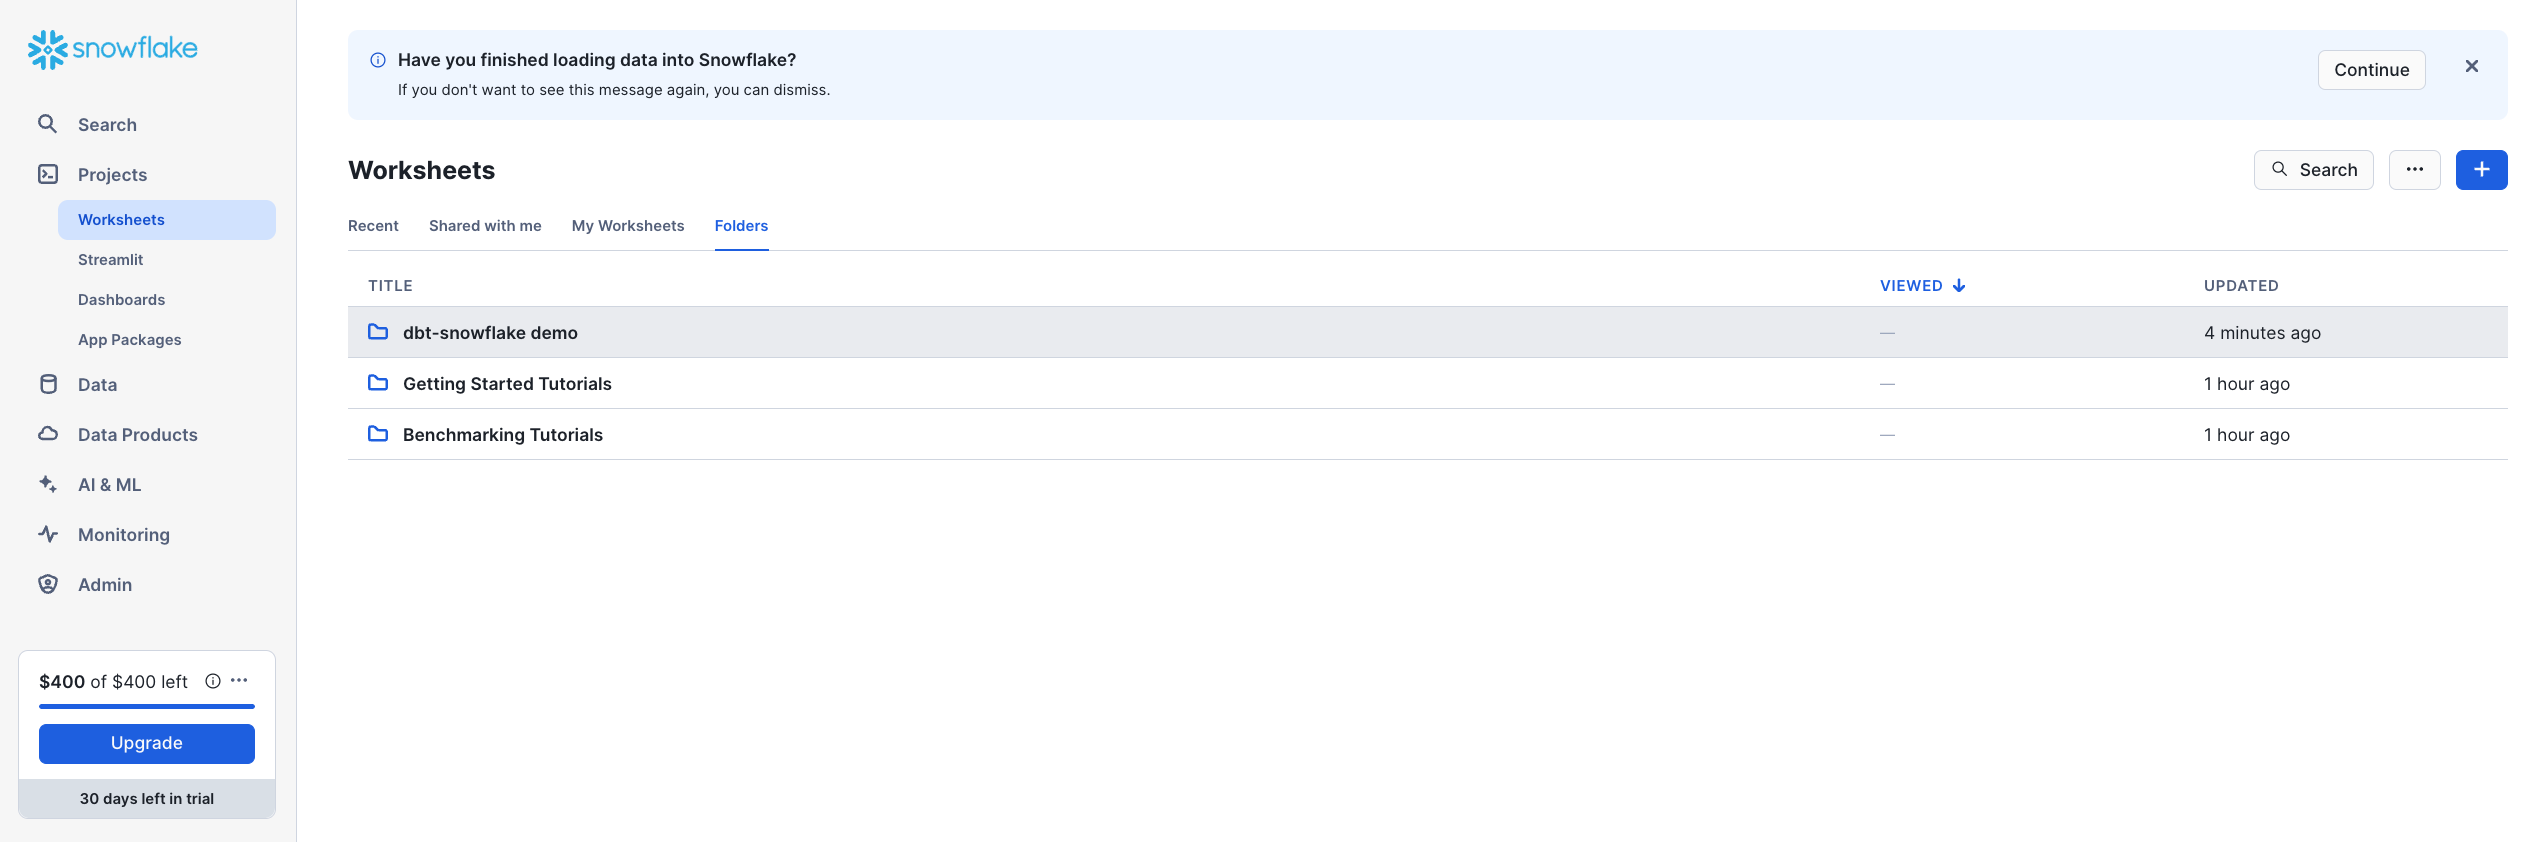 snowflake
Search
Projects
Worksheets
Streamlit
Dashboards
App Packages
Data
Data Products
AI & ML
Monitoring
Admin
$400 of $400 left
Upgrade
30 days left in trial
Have you finished loading data into Snowflake?
If you don't want to see this message again, you can dismiss.
Continue
Worksheets
Search
Recent Shared with me My Worksheets Folders
TITLE VIEWED UPDATED
dbt-snowflake demo — 4 minutes ago
Getting Started Tutorials — 1 hour ago
Benchmarking Tutorials — 1 hour ago